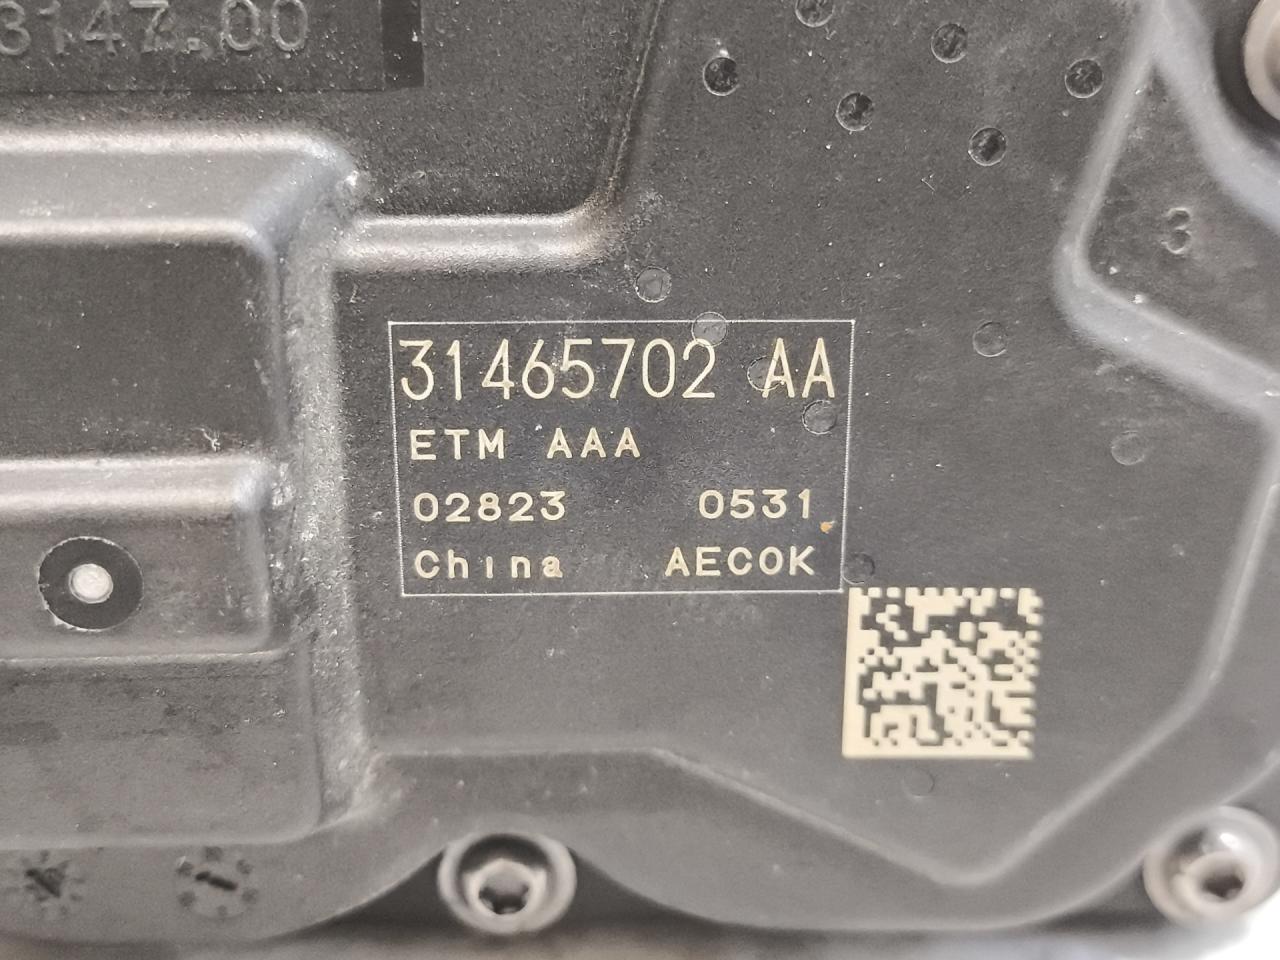 3147.00
3
31465702 AA
ETM AAA
02823 0531
China AECOK